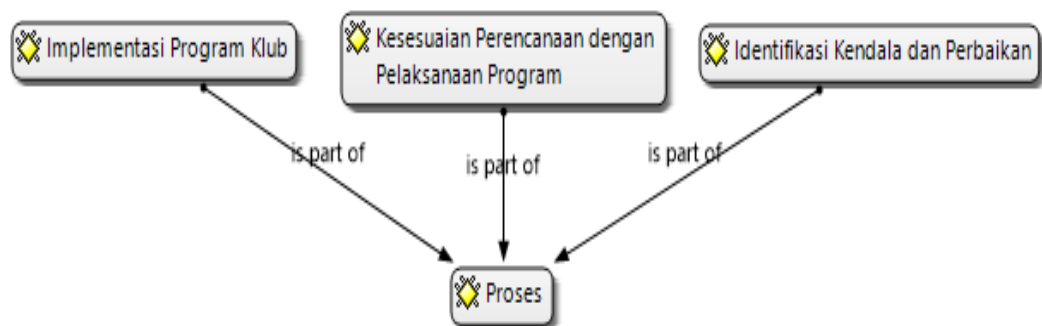 Implementasi Program Klub
Kesesuaian Perencanaan dengan
Pelaksanaan Program
Identifikasi Kendala dan Perbaikan
is part of
is part of
is part of
Proses